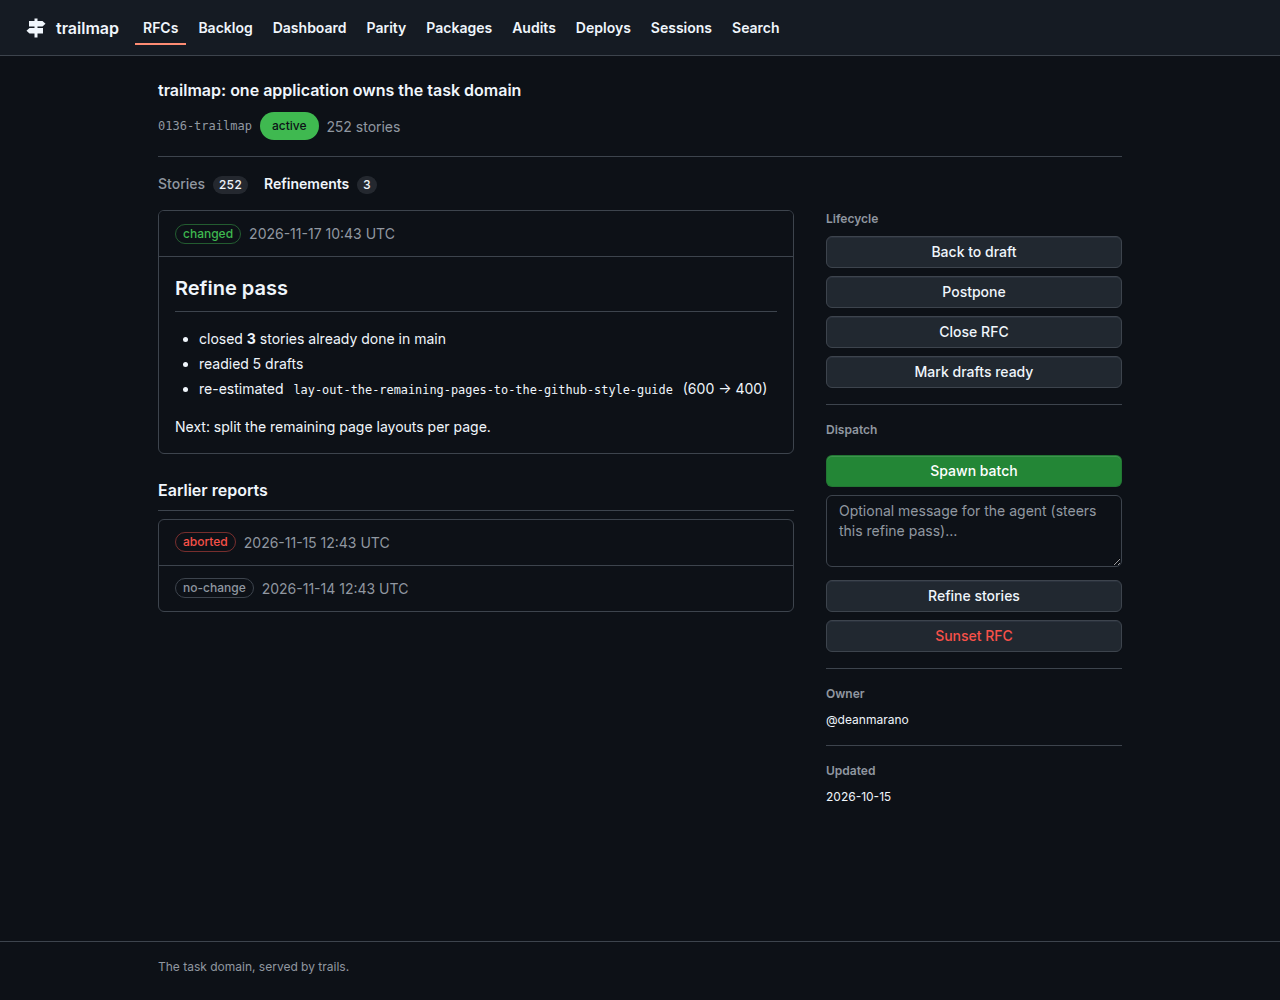 trailmap RFCs Backlog Dashboard Parity Packages Audits Deploys Sessions Search
trailmap: one application owns the task domain
0136-trailmap active 252 stories
Stories 252 Refinements 3
changed 2026-11-17 10:43 UTC
Refine pass
closed 3 stories already done in main
readied 5 drafts
re-estimated lay-out-the-remaining-pages-to-the-github-style-guide (600 → 400)
Next: split the remaining page layouts per page.
Earlier reports
aborted 2026-11-15 12:43 UTC
no-change 2026-11-14 12:43 UTC
Lifecycle
Back to draft
Postpone
Close RFC
Mark drafts ready
Dispatch
Spawn batch
Optional message for the agent (steers
this refine pass)...
Refine stories
Sunset RFC
Owner
@deanmarano
Updated
2026-10-15
The task domain, served by trails.